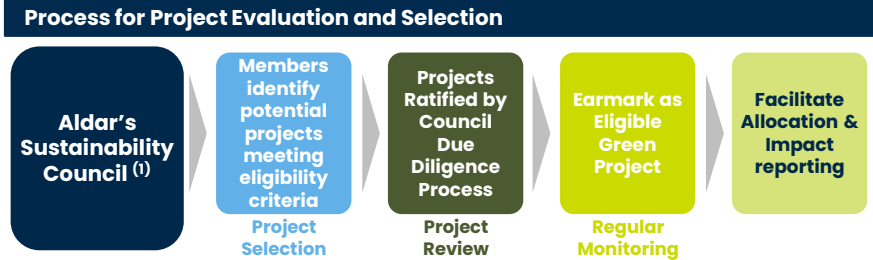 Process for Project Evaluation and Selection
Aldar's
Sustainability
Council (1)
Members
identify
potential
projects
meeting
eligibility
criteria
Project
Selection
Projects
Ratified by
Council
Due
Diligence
Process
Project
Review
Earmark as
Eligible
Green
Project
Regular
Monitoring
Facilitate
Allocation &
Impact
reporting